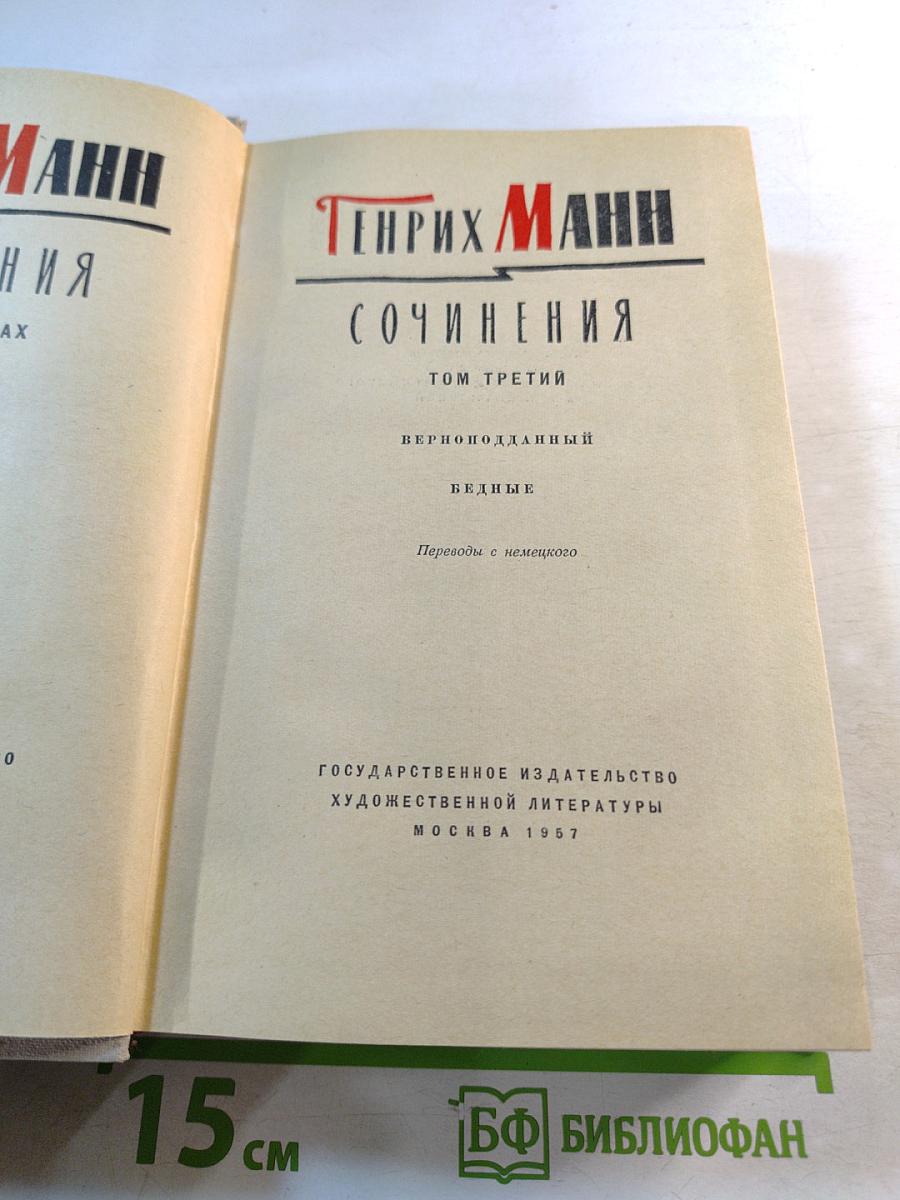 МАНН
НИЯ
АХ
О
ГЕНРИХ МАНН
СОЧИНЕНИЯ
ТОМ ТРЕТИЙ
ВЕРНОПОДДАННЫЙ
БЕДНЫЕ
Переводы с немецкого
ГОСУДАРСТВЕННОЕ ИЗДАТЕЛЬСТВО
ХУДОЖЕСТВЕННОЙ ЛИТЕРАТУРЫ
МОСКВА 1957
15 см
БФ БИБЛИОФАН